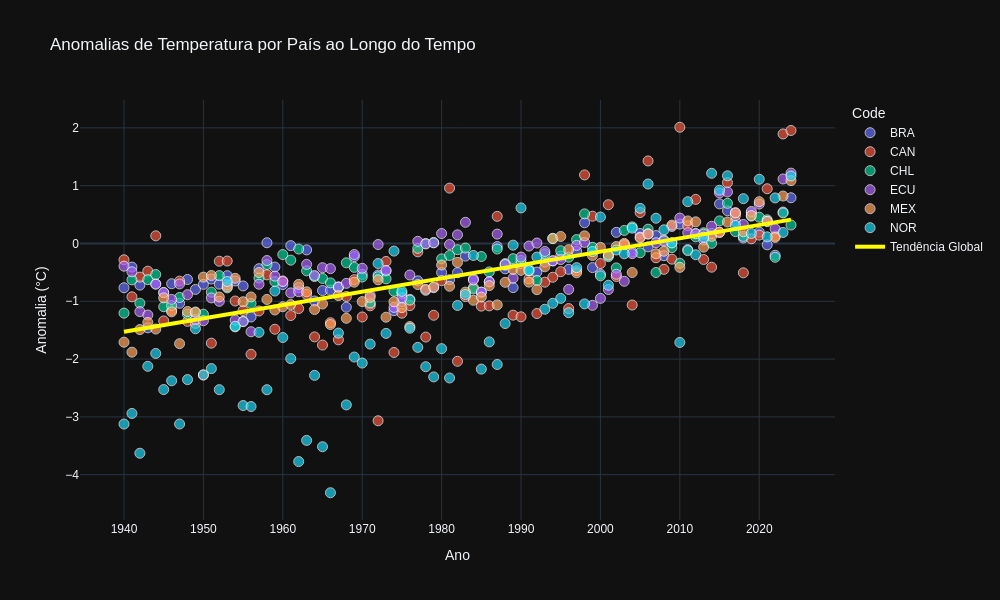 Anomalias de Temperatura por País ao Longo do Tempo
Code
BRA
CAN
CHL
ECU
MEX
NOR
Tendência Global
Anomalia (°C)
2
1
0
−1
−2
−3
−4
1940 1950 1960 1970 1980 1990 2000 2010 2020
Ano